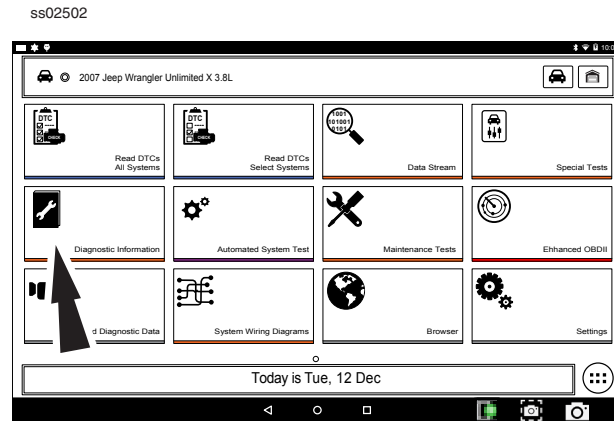 ss02502
10:0
2007 Jeep Wrangler Unlimited X 3.8L
DTC
CHECK
Read DTCs
All Systems
DTC
CHECK
Read DTCs
Select Systems
1001
101001
0101
Data Stream
Special Tests
Diagnostic Information
Automated System Test
Maintenance Tests
Ehhanced OBDII
Diagnostic Data
System Wiring Diagrams
Browser
Settings
Today is Tue, 12 Dec